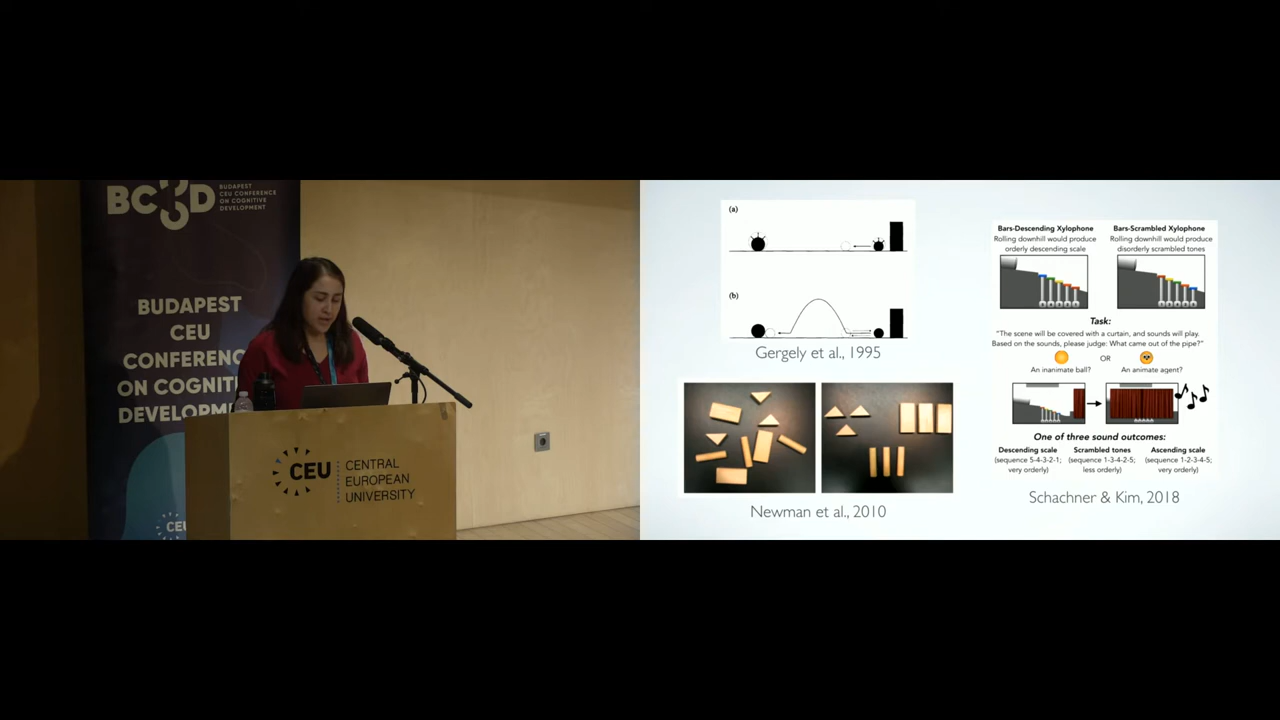 BC3D
BUDAPEST
CEU CONFERENCE
ON COGNITIVE
DEVELOPMENT
BUDAPEST
CEU
CONFERENC
ON COGNIT
DEVELOPM
CEU
CEU
CENTRAL
EUROPEAN
UNIVERSITY
(a)
(b)
Gergely et al., 1995
Newman et al., 2010
Bars-Descending Xylophone
Rolling downhill would produce
orderly descending scale
Bars-Scrambled Xylophone
Rolling downhill would produce
disorderly scrambled tones
Task:
"The scene will be covered with a curtain, and sounds will play.
Based on the sounds, please judge: What came out of the pipe?"
OR
An inanimate ball?
An animate agent?
One of three sound outcomes:
Descending scale
(sequence 5-4-3-2-1;
very orderly)
Scrambled tones
(sequence 1-3-4-2-5;
less orderly)
Ascending scale
(sequence 1-2-3-4-5;
very orderly)
Schachner & Kim, 2018